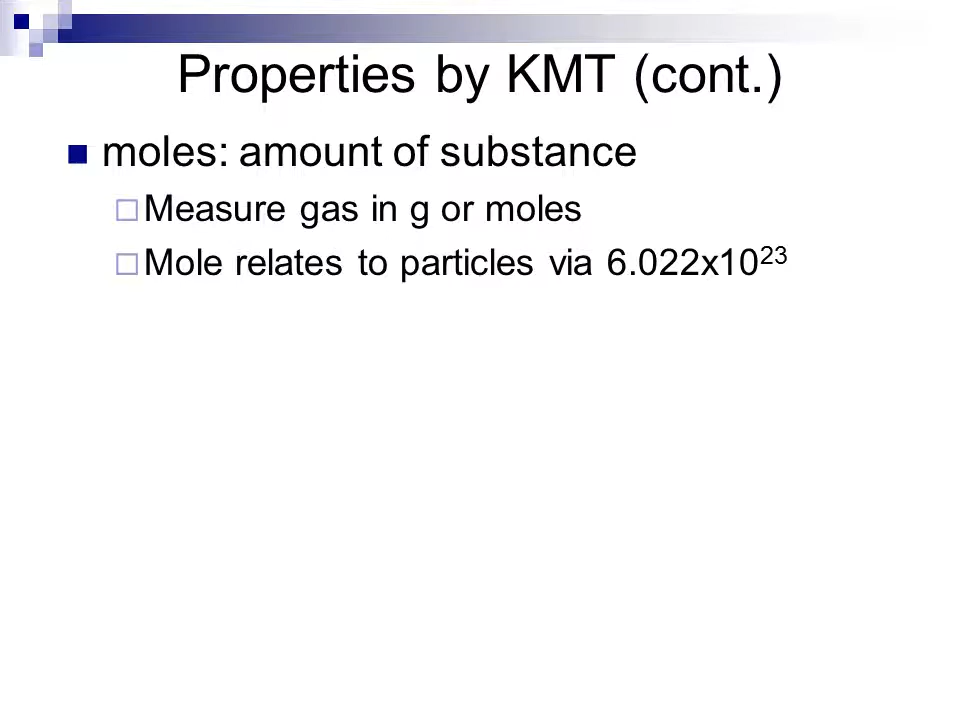 Properties by KMT (cont.)
moles: amount of substance
Measure gas in g or moles
Mole relates to particles via 6.022x10²³